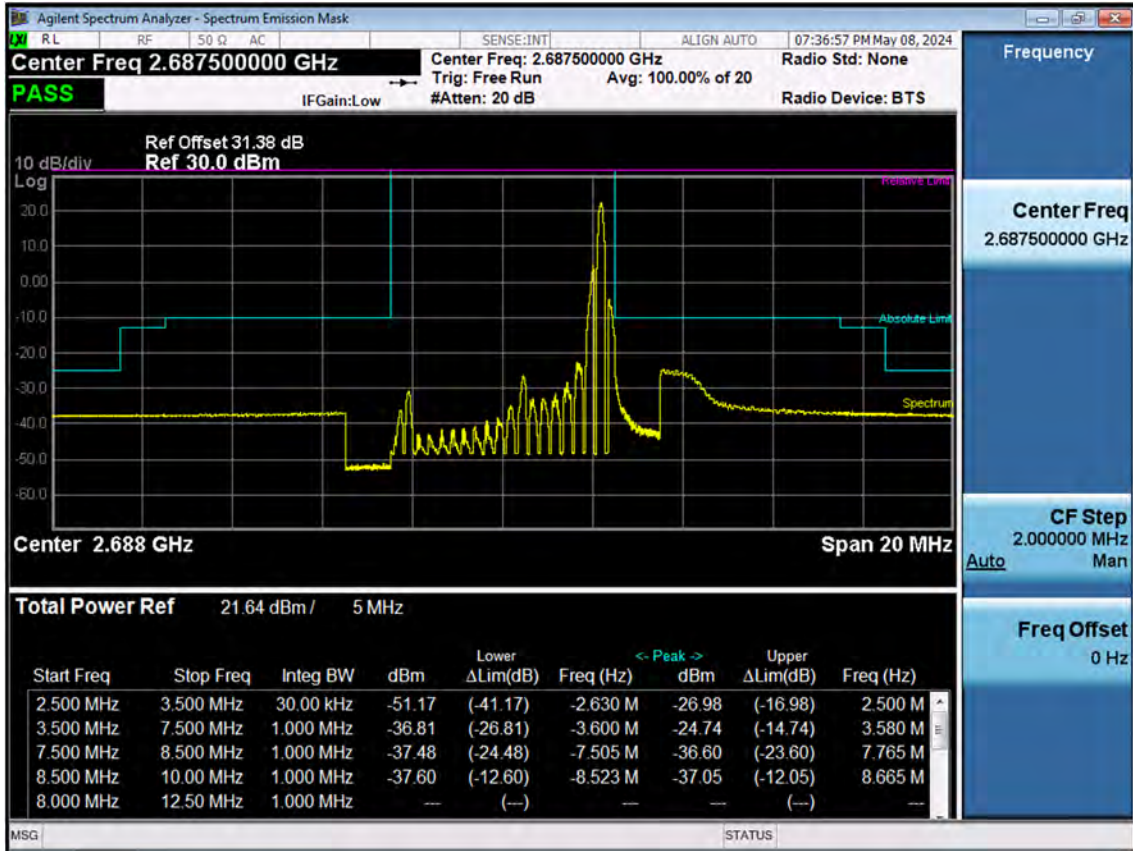 Agilent Spectrum Analyzer - Spectrum Emission Mask
LXI RL RF 50 Ω AC SENSE:INT ALIGN AUTO 07:36:57 PM May 08, 2024
Center Freq 2.687500000 GHz
Center Freq: 2.687500000 GHz
Radio Std: None
Trig: Free Run
Avg: 100.00% of 20
PASS
IFGain:Low
#Atten: 20 dB
Radio Device: BTS
Ref Offset 31.38 dB
10 dB/div Ref 30.0 dBm
Log
Relative Limit
20.0
10.0
0.00
-10.0
Absolute Limit
-20.0
-30.0
Spectrum
-40.0
-50.0
-60.0
Center 2.688 GHz Span 20 MHz
Total Power Ref 21.64 dBm / 5 MHz
Lower <- Peak -> Upper
Start Freq Stop Freq Integ BW dBm ΔLim(dB) Freq (Hz) dBm ΔLim(dB) Freq (Hz)
2.500 MHz 3.500 MHz 30.00 kHz -51.17 (-41.17) -2.630 M -26.98 (-16.98) 2.500 M
3.500 MHz 7.500 MHz 1.000 MHz -36.81 (-26.81) -3.600 M -24.74 (-14.74) 3.580 M
7.500 MHz 8.500 MHz 1.000 MHz -37.48 (-24.48) -7.505 M -36.60 (-23.60) 7.765 M
8.500 MHz 10.00 MHz 1.000 MHz -37.60 (-12.60) -8.523 M -37.05 (-12.05) 8.665 M
8.000 MHz 12.50 MHz 1.000 MHz --- (---) --- --- (---) ---
MSG STATUS
Frequency
Center Freq
2.687500000 GHz
CF Step
2.000000 MHz
Auto Man
Freq Offset
0 Hz